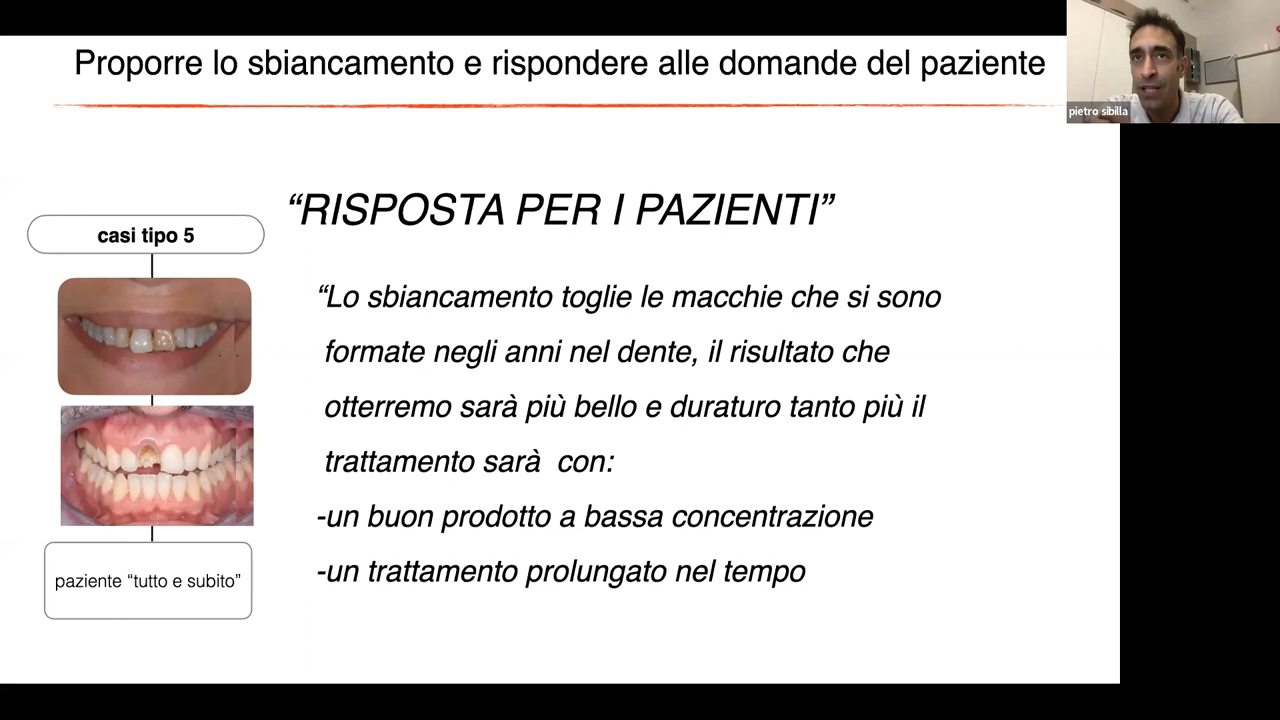 Proporre lo sbiancamento e rispondere alle domande del paziente
pietro sibilla
“RISPOSTA PER I PAZIENTI”
casi tipo 5
“Lo sbiancamento toglie le macchie che si sono
formate negli anni nel dente, il risultato che
otterremo sarà più bello e duraturo tanto più il
trattamento sarà con:
-un buon prodotto a bassa concentrazione
-un trattamento prolungato nel tempo
paziente “tutto e subito”